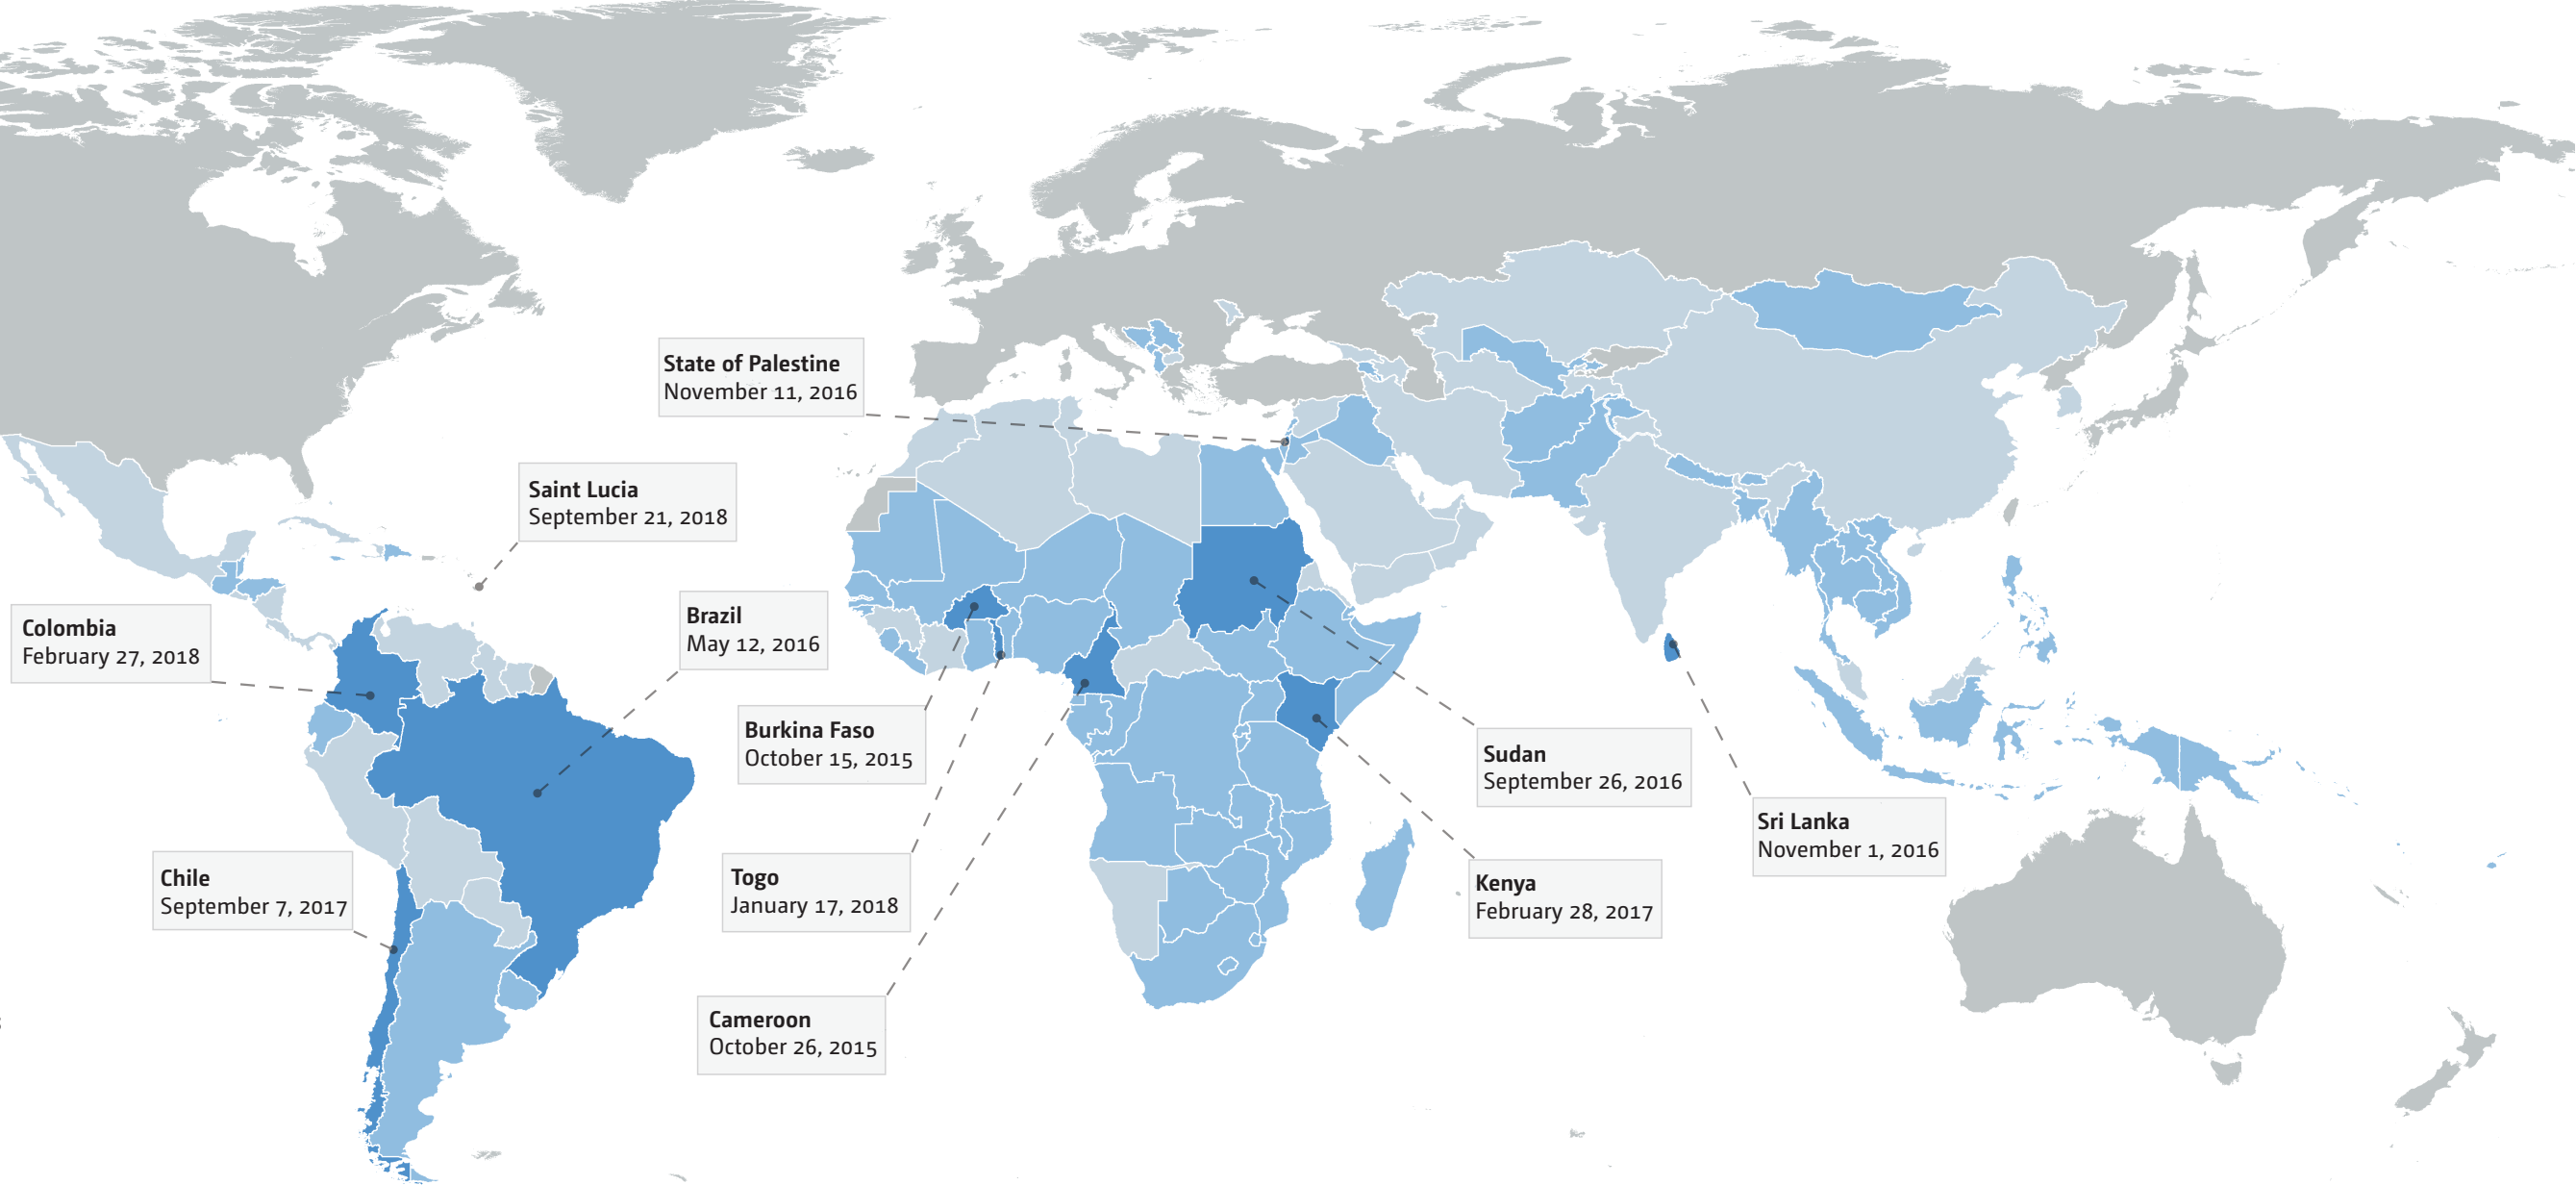 State of Palestine
November 11, 2016
Saint Lucia
September 21, 2018
Colombia
February 27, 2018
Brazil
May 12, 2016
Burkina Faso
October 15, 2015
Sudan
September 26, 2016
Sri Lanka
November 1, 2016
Chile
September 7, 2017
Togo
January 17, 2018
Kenya
February 28, 2017
Cameroon
October 26, 2015